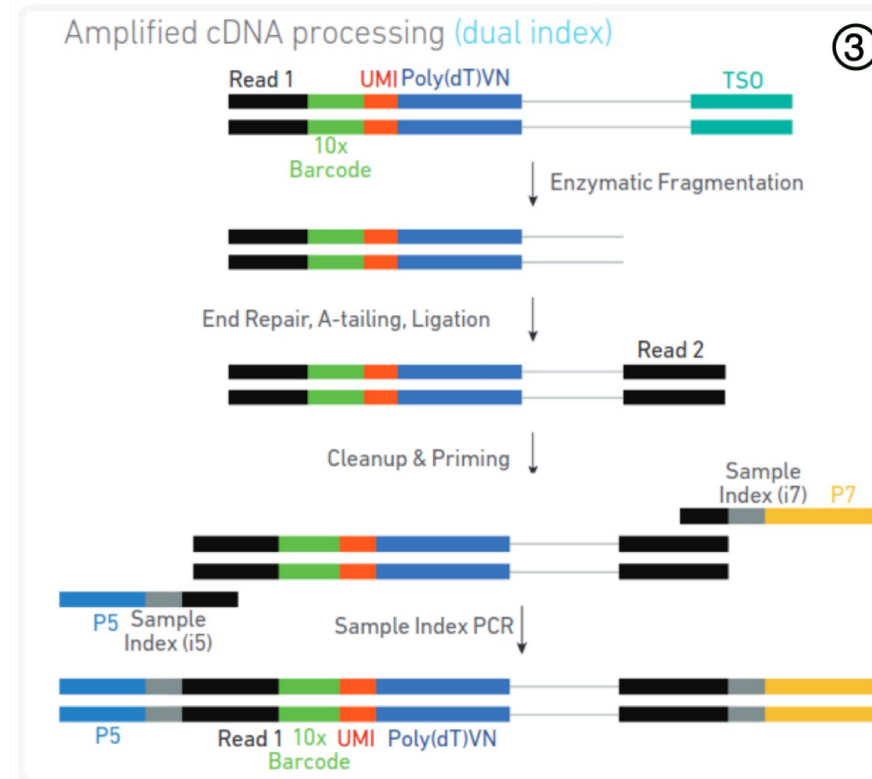 Amplified cDNA processing (dual index)
③
Read 1 UMI Poly(dT)VN TSO
10x
Barcode
Enzymatic Fragmentation
End Repair, A-tailing, Ligation
Read 2
Cleanup & Priming
Sample
Index (i7) P7
P5 Sample
Index (i5)
Sample Index PCR
P5 Read 1 10x UMI Poly(dT)VN
Barcode